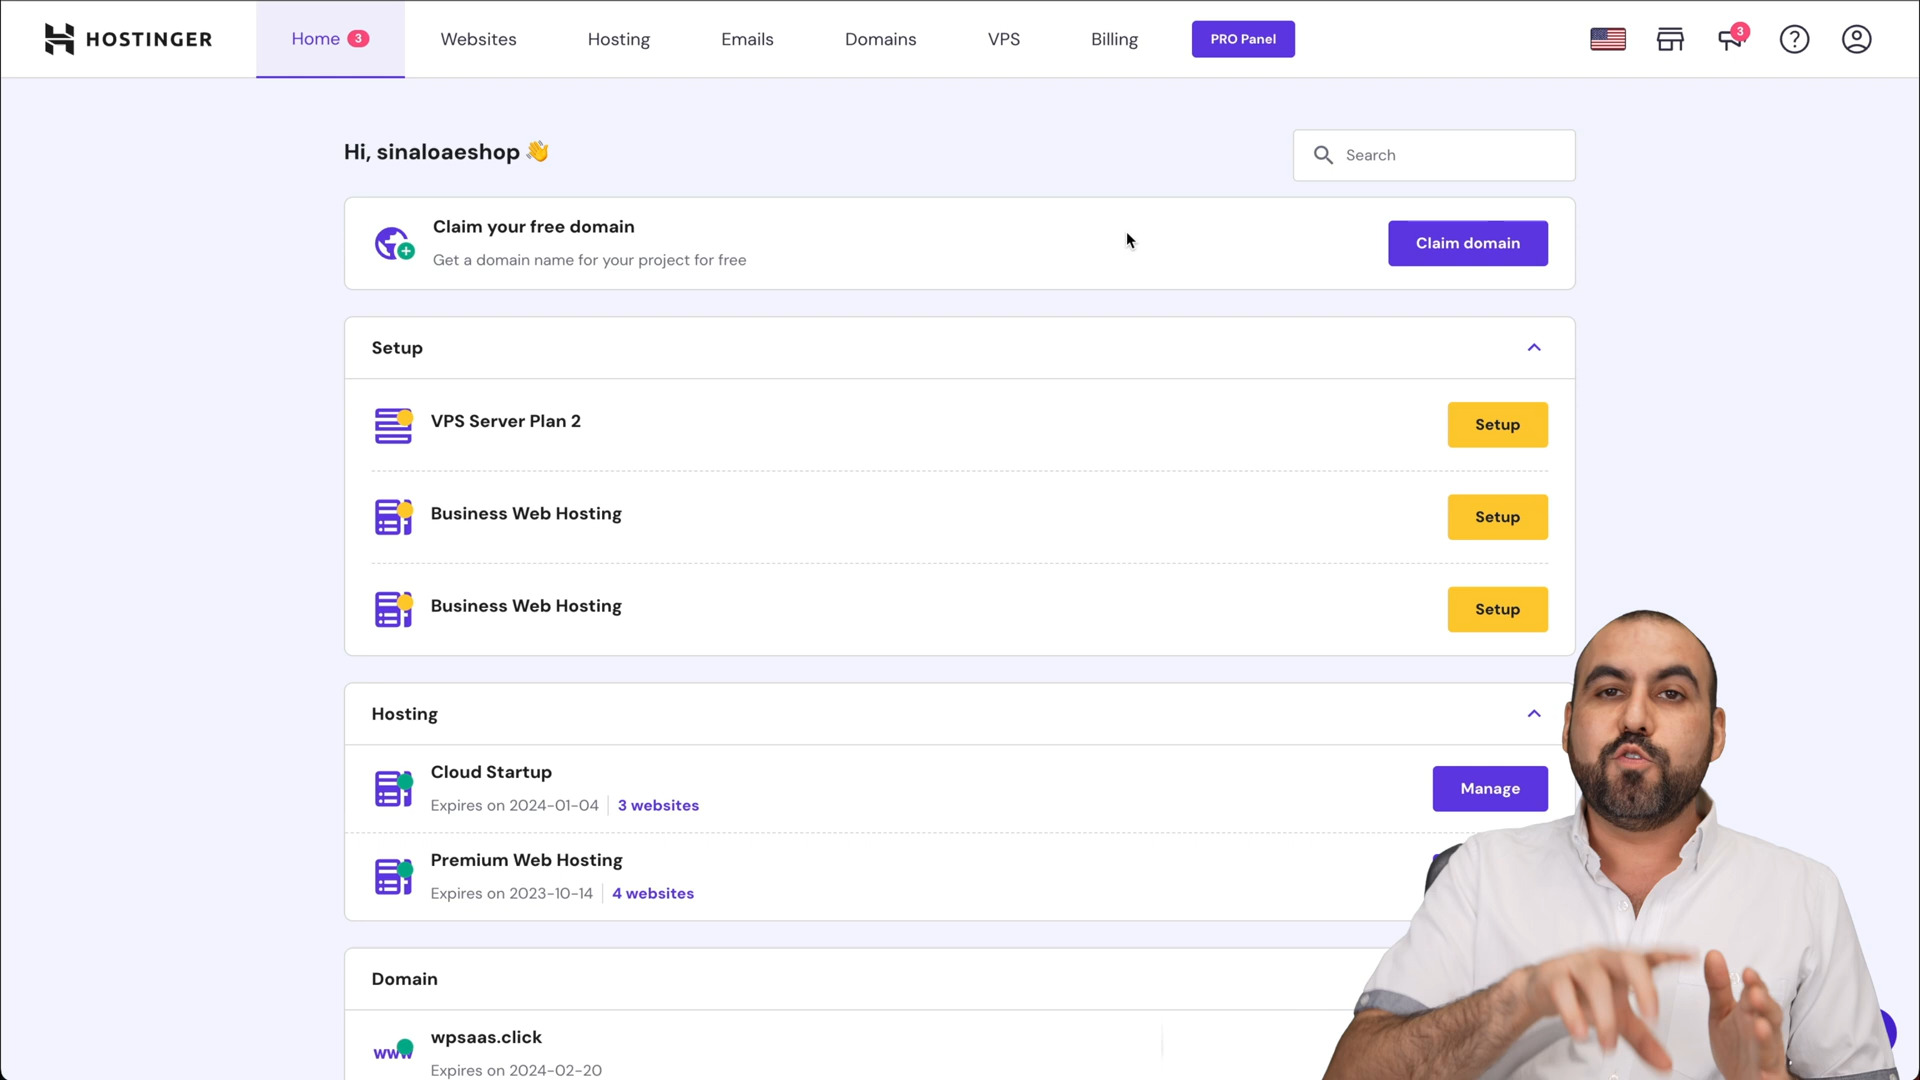 HOSTINGER
Home 3
Websites
Hosting
Emails
Domains
VPS
Billing
PRO Panel
3
Hi, sinaloaeshop 👋
Search
Claim your free domain
Get a domain name for your project for free
Claim domain
Setup
VPS Server Plan 2
Setup
Business Web Hosting
Setup
Business Web Hosting
Setup
Hosting
Cloud Startup
Expires on 2024-01-04
3 websites
Manage
Premium Web Hosting
Expires on 2023-10-14
4 websites
Domain
www
wpsaas.click
Expires on 2024-02-20